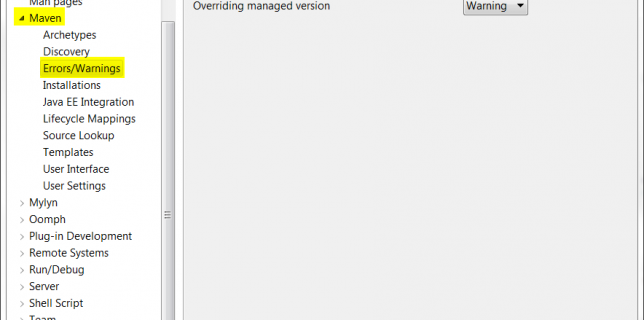 Man pages
Overriding managed version Warning
Maven
Archetypes
Discovery
Errors/Warnings
Installations
Java EE Integration
Lifecycle Mappings
Source Lookup
Templates
User Interface
User Settings
Mylyn
Oomph
Plug-in Development
Remote Systems
Run/Debug
Server
Shell Script
Team